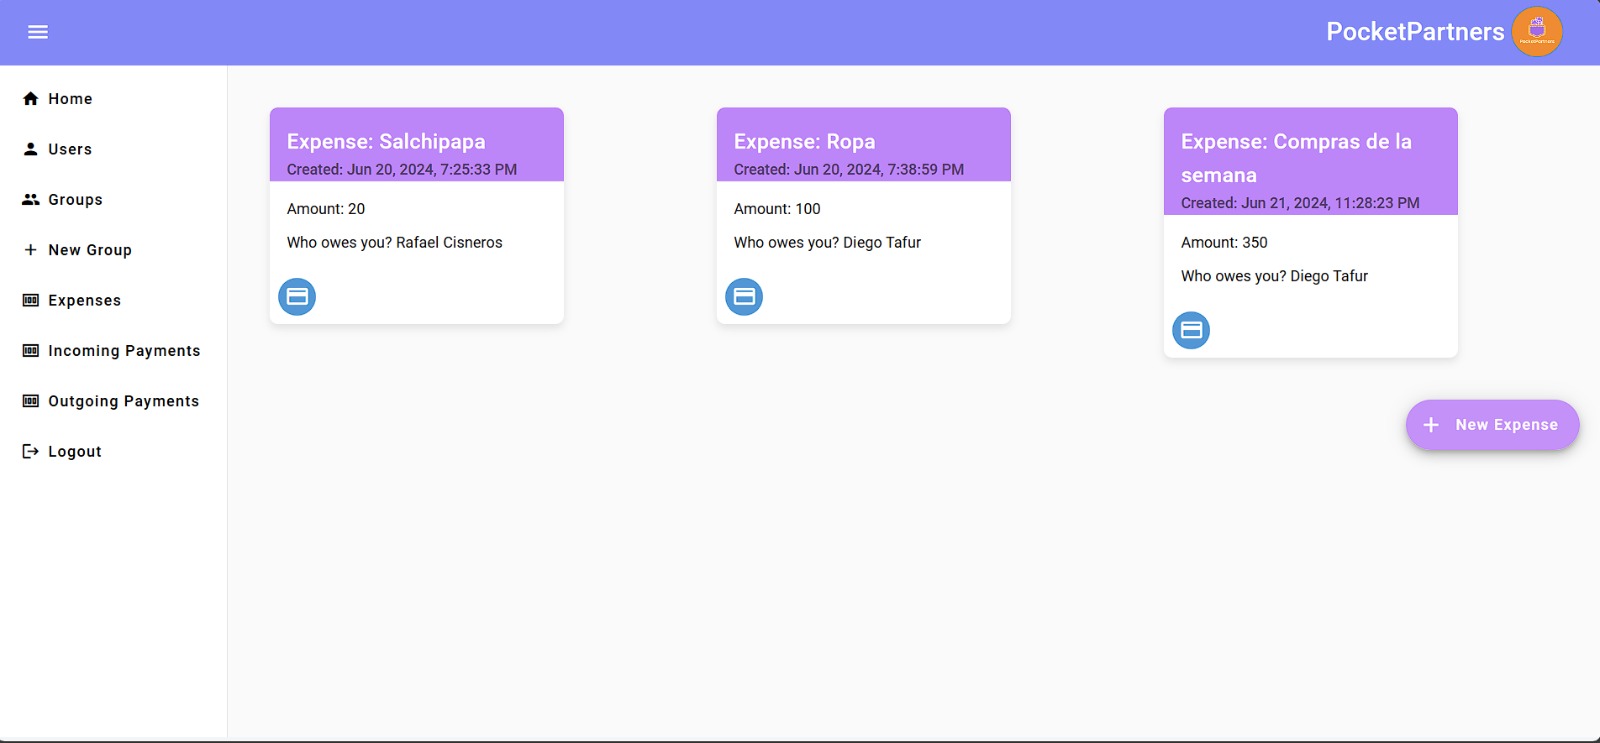 PocketPartners
Home
Users
Groups
New Group
Expenses
Incoming Payments
Outgoing Payments
Logout
Expense: Salchipapa
Created: Jun 20, 2024, 7:25:33 PM
Amount: 20
Who owes you? Rafael Cisneros
Expense: Ropa
Created: Jun 20, 2024, 7:38:59 PM
Amount: 100
Who owes you? Diego Tafur
Expense: Compras de la
semana
Created: Jun 21, 2024, 11:28:23 PM
Amount: 350
Who owes you? Diego Tafur
New Expense